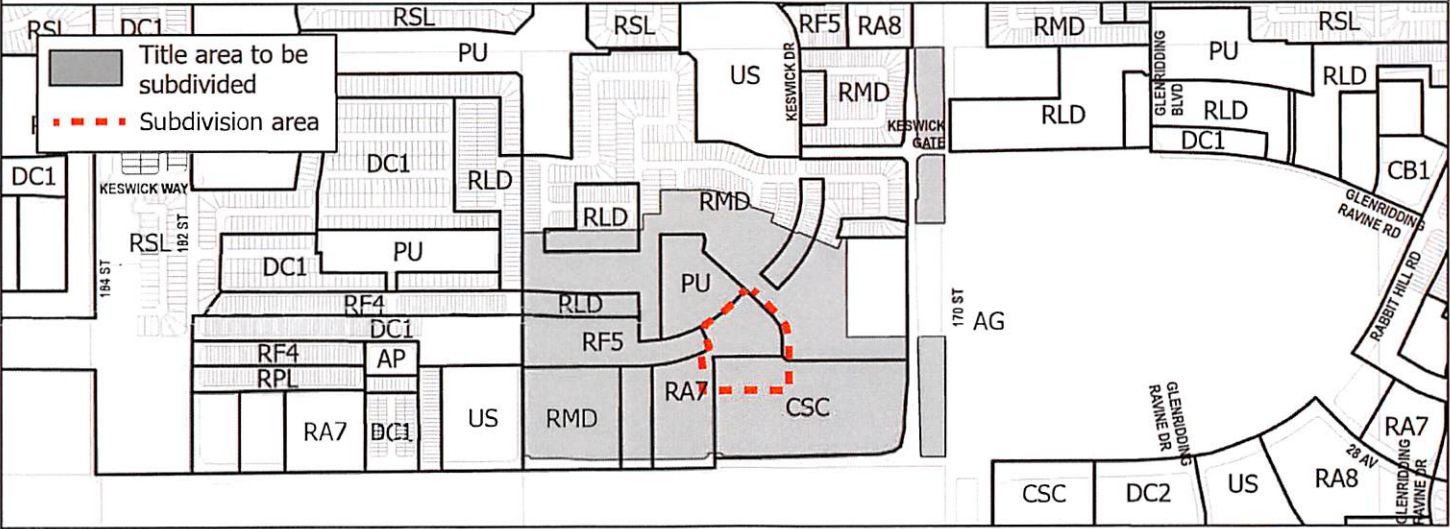 RSL
DC1
RSL
RSL
RF5
RA8
RMD
RSL
Title area to be
subdivided
Subdivision area
PU
US
KESWICK DR
RMD
KESWICK
GATE
RLD
GLENRIDDING
BLVD
PU
RLD
RLD
DC1
CB1
DC1
KESWICK WAY
DC1
RLD
RLD
RMD
GLENRIDDING
RAVINE RD
RSL
182 ST
184 ST
DC1
PU
PU
RABBIT HILL RD
RF4
RLD
170 ST
AG
DC1
RF5
RF4
AP
RPL
RA7
DC1
US
RMD
RA7
CSC
GLENRIDDING
RAVINE DR
RA7
28 AV
GLENRIDDING
RAVINE DR
CSC
DC2
US
RA8